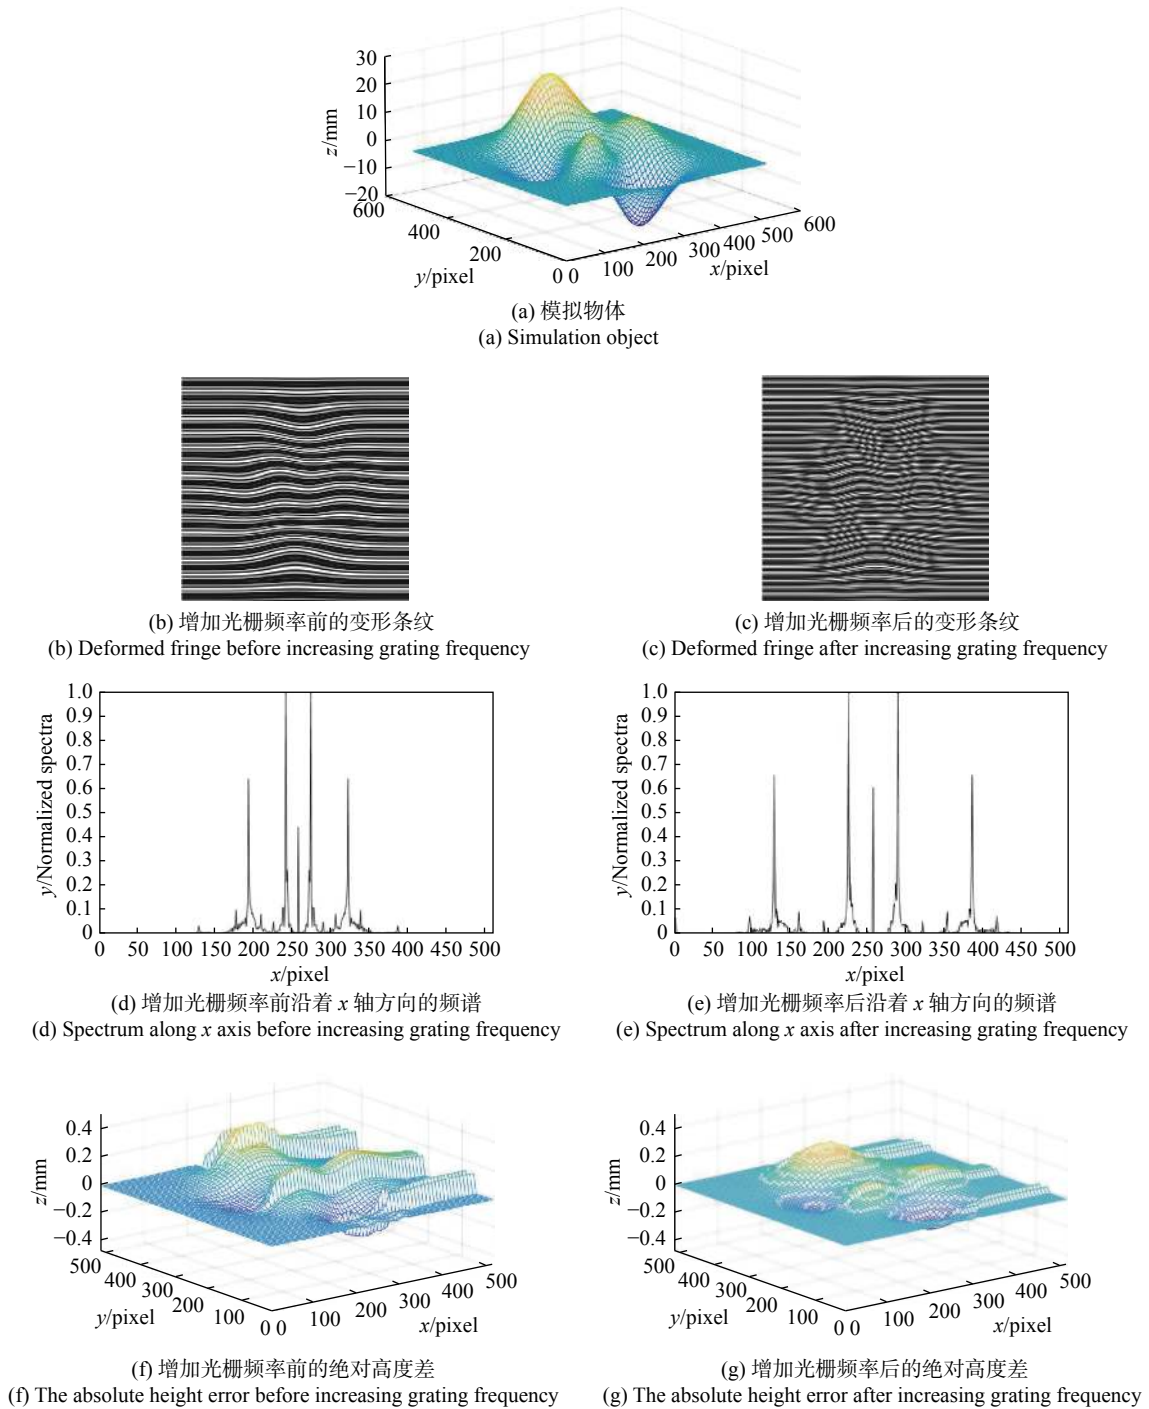 30
20
10
0
−10
−20
z/mm
600
400
200
0 0
100
200
300
400
500
600
y/pixel
x/pixel
(a) 模拟物体
(a) Simulation object
(b) 增加光栅频率前的变形条纹
(b) Deformed fringe before increasing grating frequency
(c) 增加光栅频率后的变形条纹
(c) Deformed fringe after increasing grating frequency
1.0
0.9
0.8
0.7
0.6
0.5
0.4
0.3
0.2
0.1
0
y/Normalized spectra
0 50 100 150 200 250 300 350 400 450 500
x/pixel
(d) 增加光栅频率前沿着 x 轴方向的频谱
(d) Spectrum along x axis before increasing grating frequency
1.0
0.9
0.8
0.7
0.6
0.5
0.4
0.3
0.2
0.1
0
y/Normalized spectra
0 50 100 150 200 250 300 350 400 450 500
x/pixel
(e) 增加光栅频率后沿着 x 轴方向的频谱
(e) Spectrum along x axis after increasing grating frequency
0.4
0.2
0
−0.2
−0.4
z/mm
500
400
300
200
100
0 0
100
200
300
400
500
y/pixel
x/pixel
(f) 增加光栅频率前的绝对高度差
(f) The absolute height error before increasing grating frequency
0.4
0.2
0
−0.2
−0.4
z/mm
500
400
300
200
100
0 0
100
200
300
400
500
y/pixel
x/pixel
(g) 增加光栅频率后的绝对高度差
(g) The absolute height error after increasing grating frequency